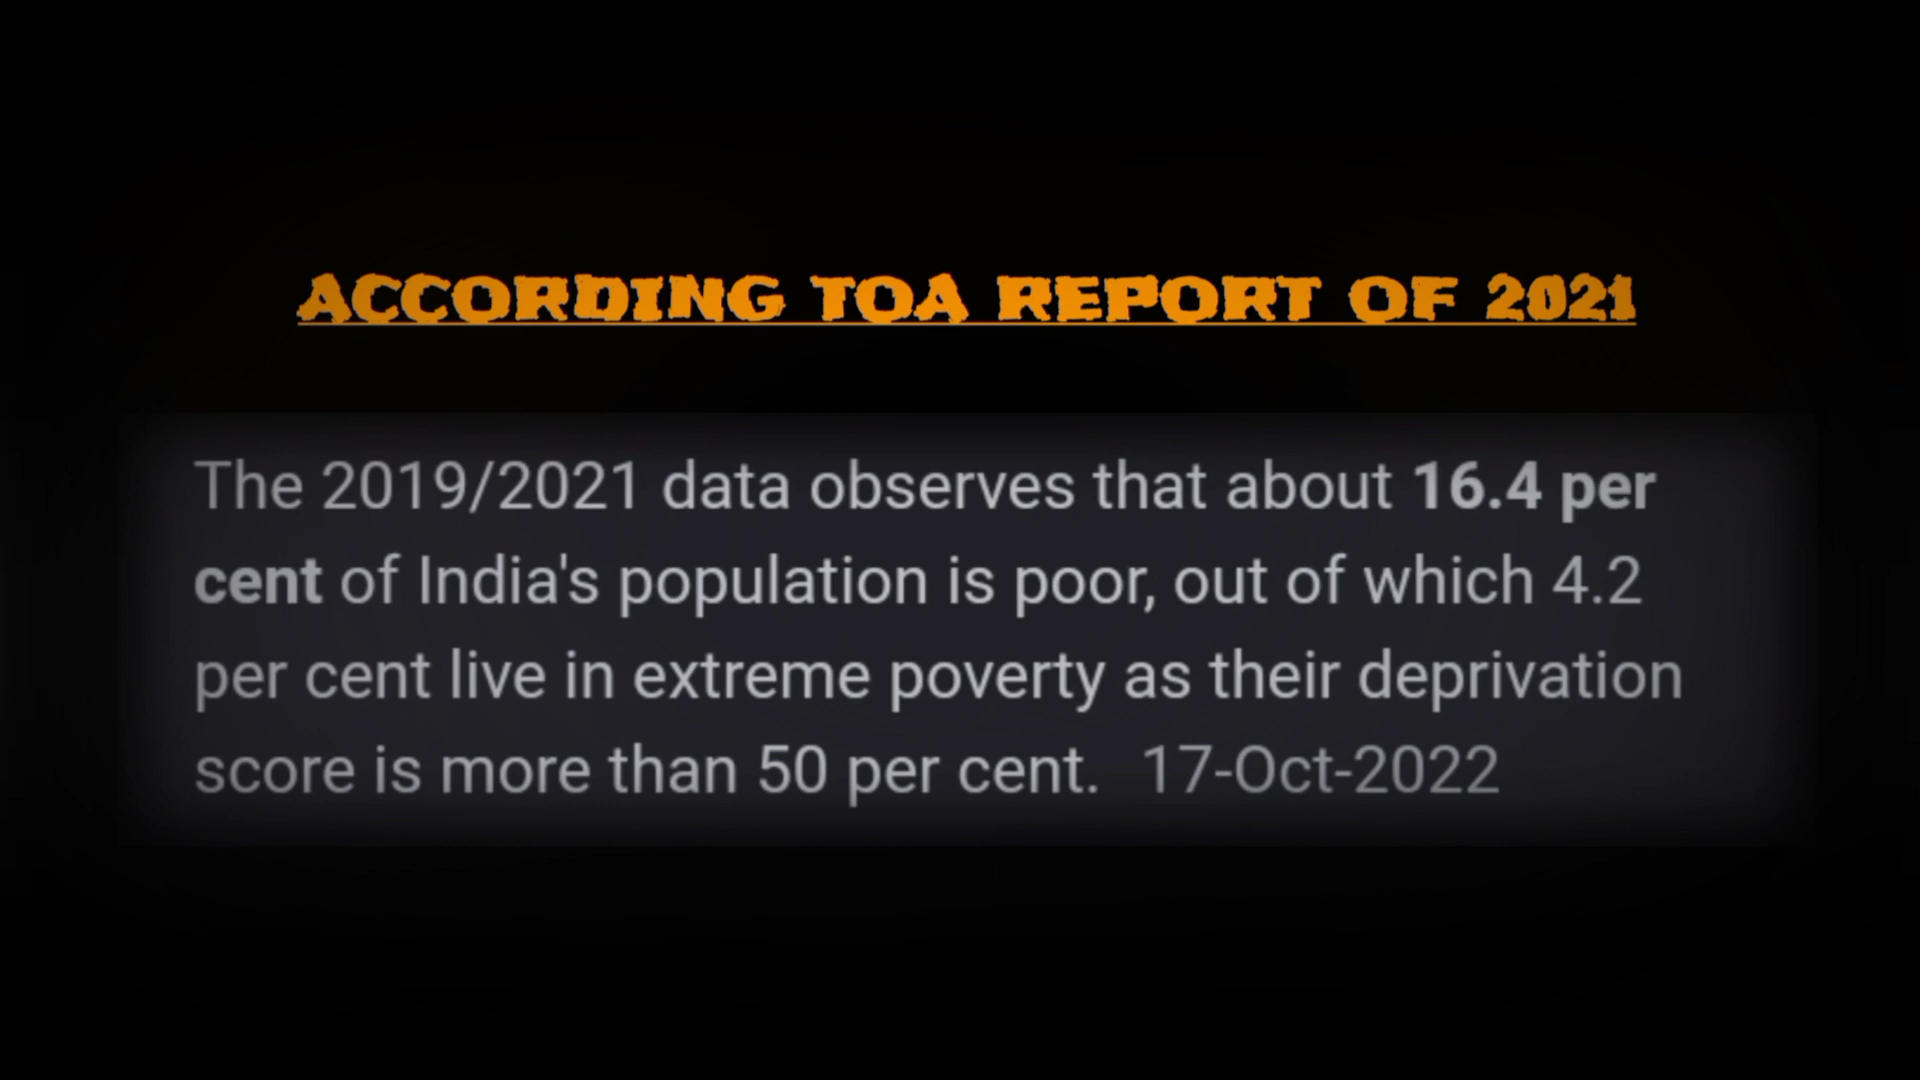 ACCORDING TOA REPORT OF 2021
The 2019/2021 data observes that about 16.4 per
cent of India's population is poor, out of which 4.2
per cent live in extreme poverty as their deprivation
score is more than 50 per cent. 17-Oct-2022